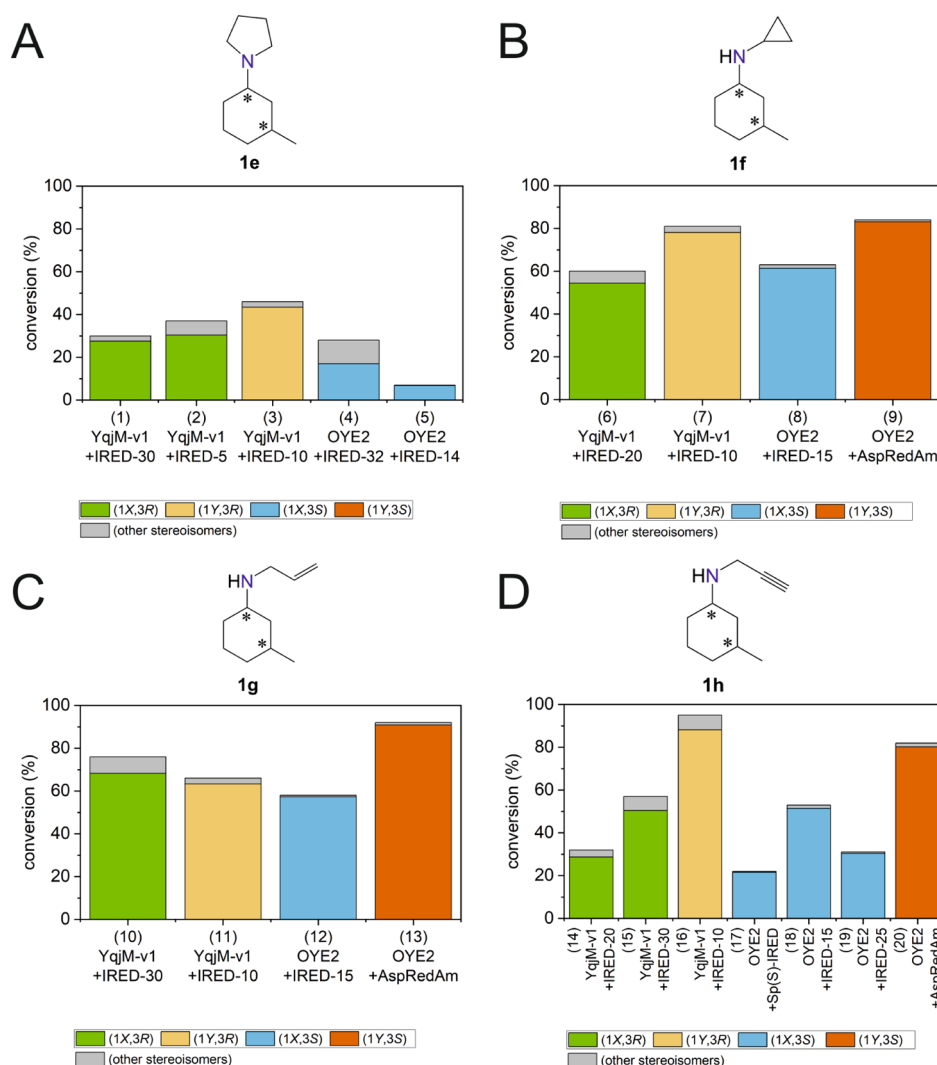 A
N
*
*
1e
conversion (%)
100
80
60
40
20
0
(1) (2) (3) (4) (5)
YqjM-v1 YqjM-v1 YqjM-v1 OYE2 OYE2
+IRED-30 +IRED-5 +IRED-10 +IRED-32 +IRED-14
(1X,3R) (1Y,3R) (1X,3S) (1Y,3S)
(other stereoisomers)
B
HN
*
*
1f
conversion (%)
100
80
60
40
20
0
(6) (7) (8) (9)
YqjM-v1 YqjM-v1 OYE2 OYE2
+IRED-20 +IRED-10 +IRED-15 +AspRedAm
(1X,3R) (1Y,3R) (1X,3S) (1Y,3S)
(other stereoisomers)
C
HN
*
*
1g
conversion (%)
100
80
60
40
20
0
(10) (11) (12) (13)
YqjM-v1 YqjM-v1 OYE2 OYE2
+IRED-30 +IRED-10 +IRED-15 +AspRedAm
(1X,3R) (1Y,3R) (1X,3S) (1Y,3S)
(other stereoisomers)
D
HN
*
*
1h
conversion (%)
100
80
60
40
20
0
(14)
YqjM-v1
+IRED-20
(15)
YqjM-v1
+IRED-30
(16)
YqjM-v1
+IRED-10
(17)
OYE2
+Sp(S)-IRED
(18)
OYE2
+IRED-15
(19)
OYE2
+IRED-25
(20)
OYE2
+AspRedAm
(1X,3R) (1Y,3R) (1X,3S) (1Y,3S)
(other stereoisomers)